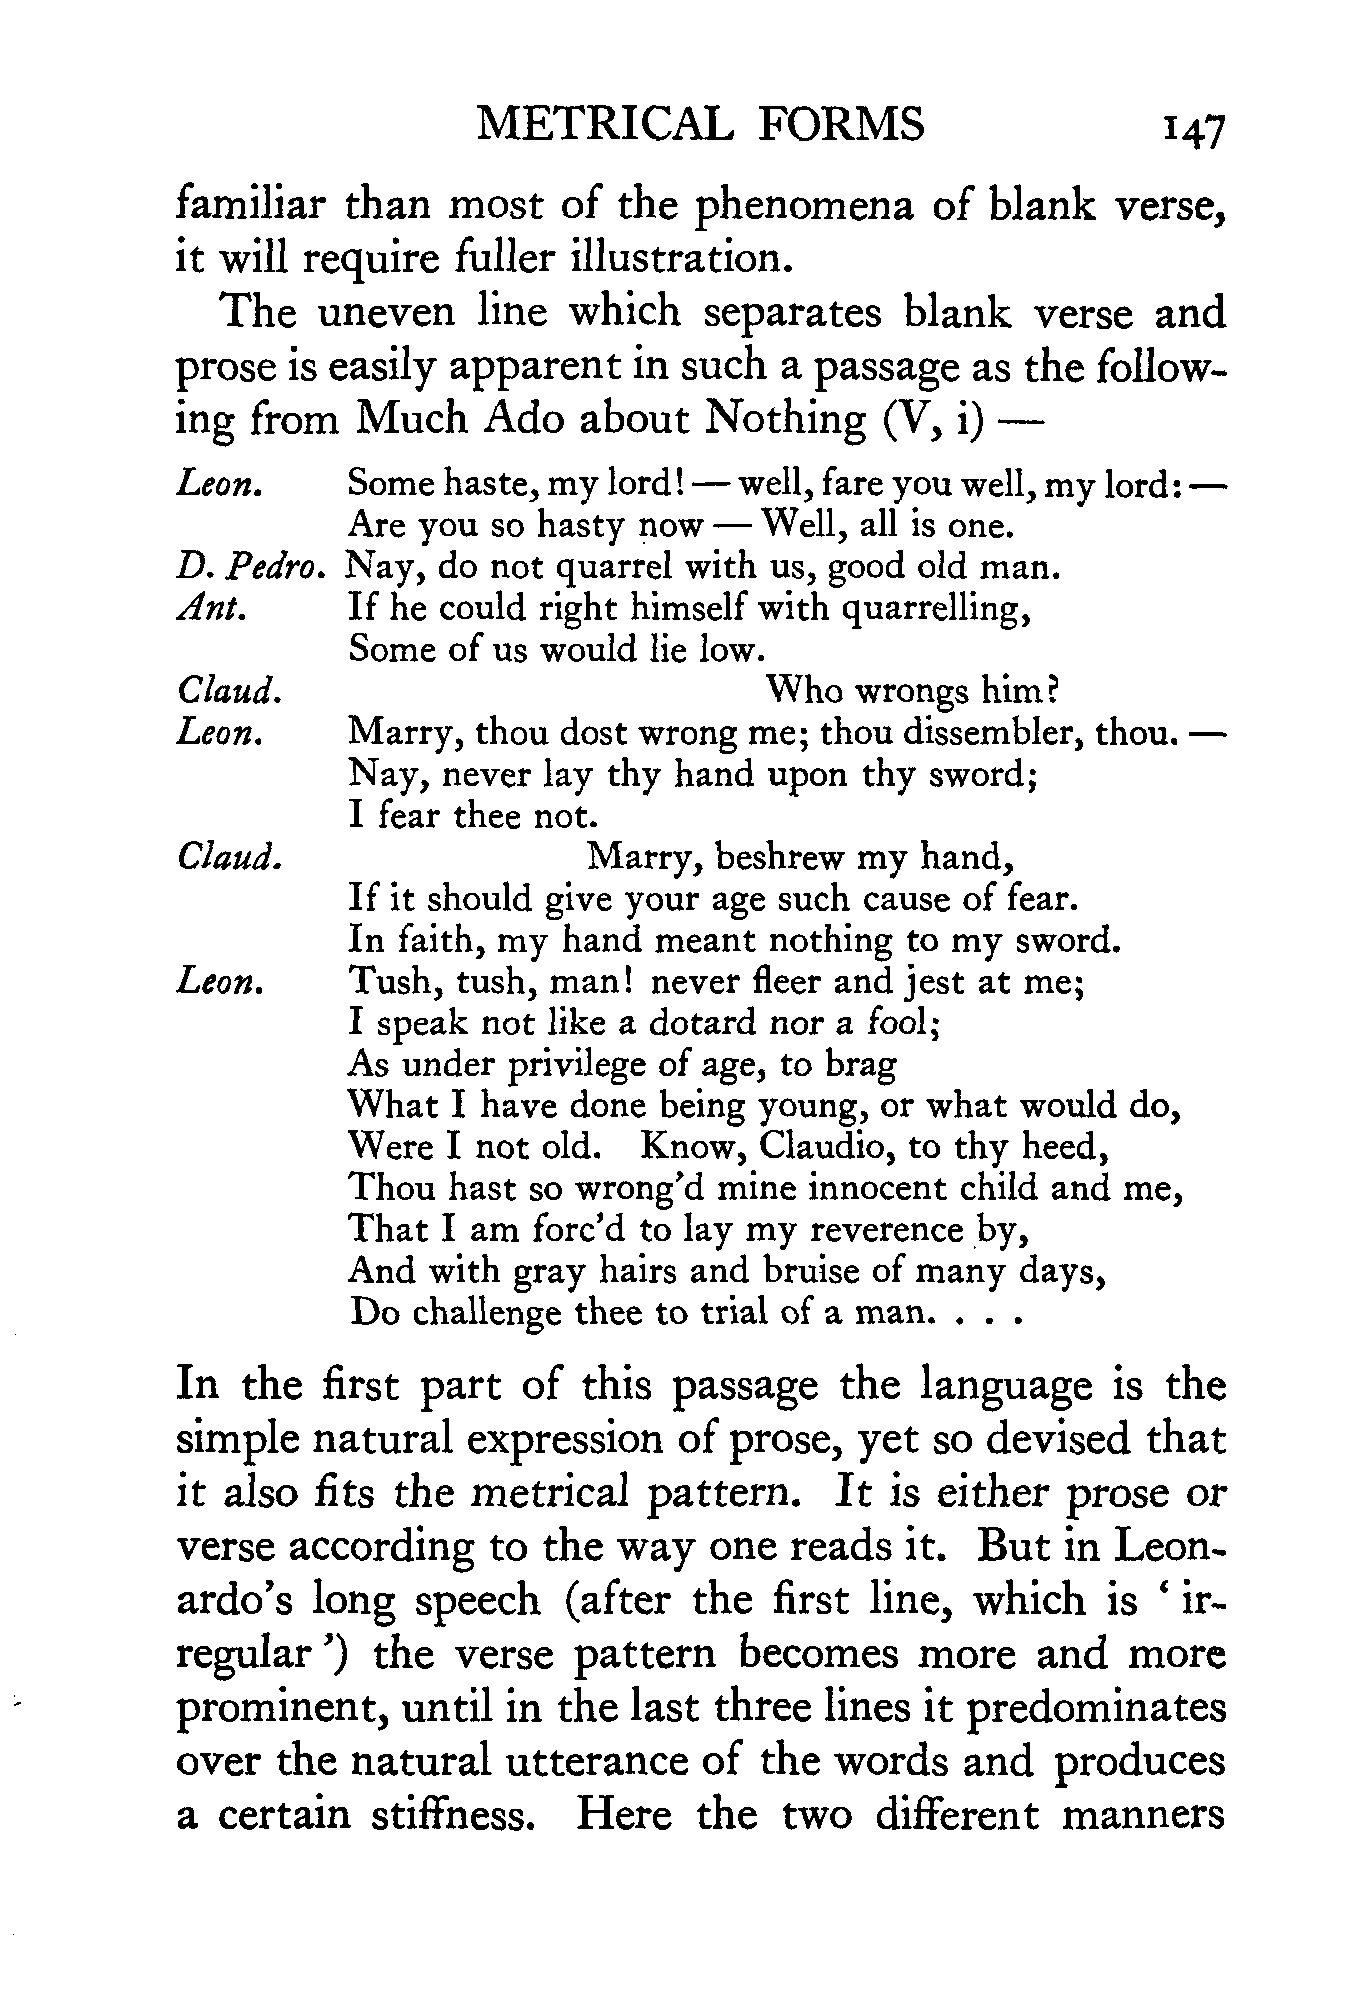 METRICAL FORMS 147
familiar than most of the phenomena of blank verse,
it will require fuller illustration.
The uneven line which separates blank verse and
prose is easily apparent in such a passage as the follow-
ing from Much Ado about Nothing (V, i) —
Leon. Some haste, my lord! — well, fare you well, my lord: —
Are you so hasty now — Well, all is one.
D. Pedro. Nay, do not quarrel with us, good old man.
Ant. If he could right himself with quarrelling,
Some of us would lie low.
Claud. Who wrongs him?
Leon. Marry, thou dost wrong me; thou dissembler, thou. —
Nay, never lay thy hand upon thy sword;
I fear thee not.
Claud. Marry, beshrew my hand,
If it should give your age such cause of fear.
In faith, my hand meant nothing to my sword.
Leon. Tush, tush, man! never fleer and jest at me;
I speak not like a dotard nor a fool;
As under privilege of age, to brag
What I have done being young, or what would do,
Were I not old. Know, Claudio, to thy heed,
Thou hast so wrong'd mine innocent child and me,
That I am forc'd to lay my reverence by,
And with gray hairs and bruise of many days,
Do challenge thee to trial of a man. . . .
In the first part of this passage the language is the
simple natural expression of prose, yet so devised that
it also fits the metrical pattern. It is either prose or
verse according to the way one reads it. But in Leon-
ardo's long speech (after the first line, which is ‘ir-
regular’) the verse pattern becomes more and more
prominent, until in the last three lines it predominates
over the natural utterance of the words and produces
a certain stiffness. Here the two different manners